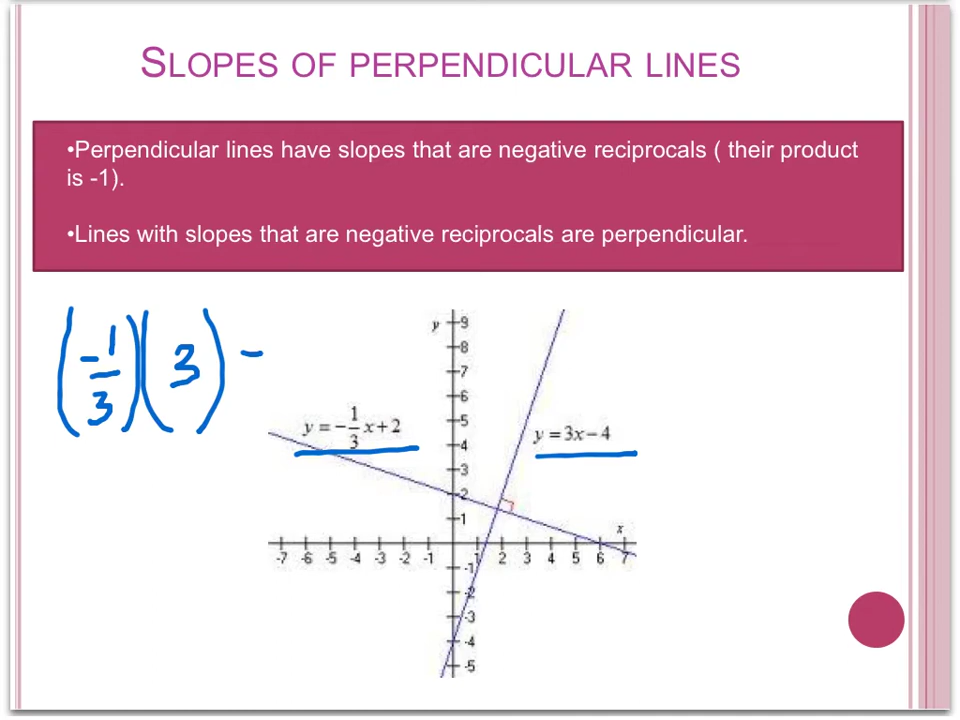 SLOPES OF PERPENDICULAR LINES
•Perpendicular lines have slopes that are negative reciprocals ( their product
is -1).
•Lines with slopes that are negative reciprocals are perpendicular.
(-1/3)(3) -
y
9
8
7
6
5
4
3
2
1
y = -1/3 x + 2
y = 3x - 4
x
-7 -6 -5 -4 -3 -2 -1 1 2 3 4 5 6 7
-1
-2
-3
-4
-5